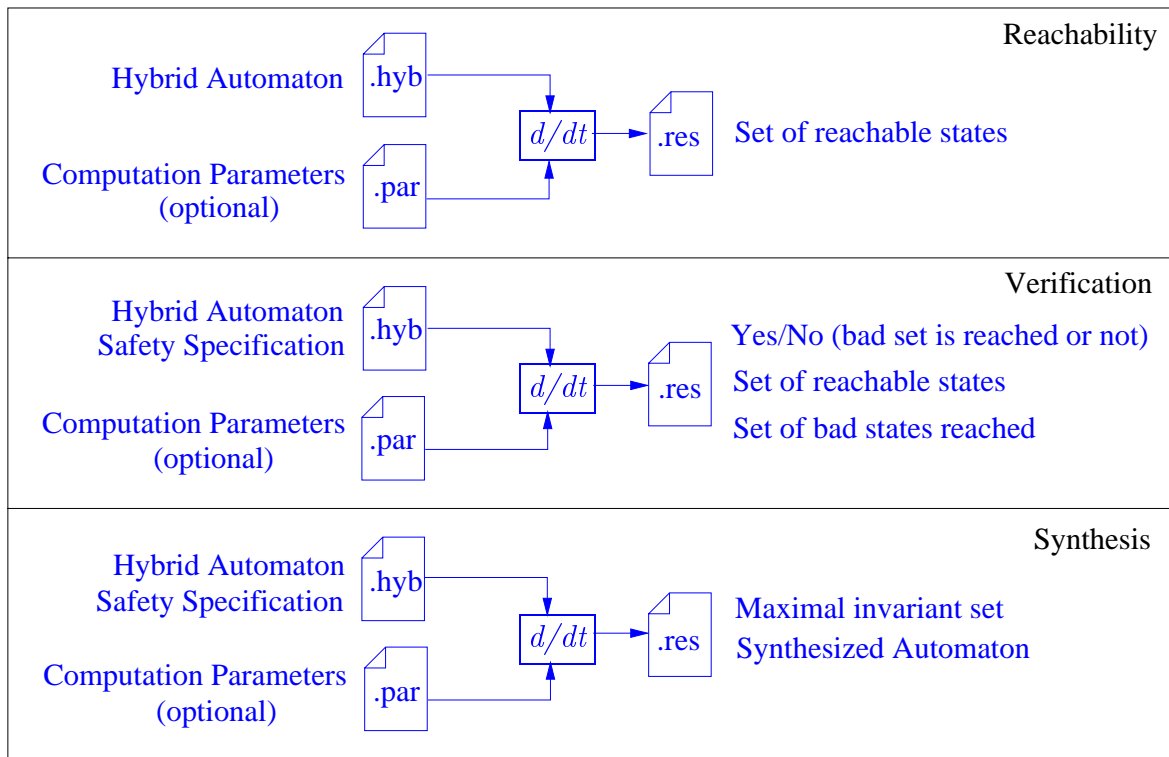 Reachability
Hybrid Automaton
.hyb
Computation Parameters
(optional)
.par
d/dt
.res
Set of reachable states
Verification
Hybrid Automaton
Safety Specification
.hyb
Computation Parameters
(optional)
.par
d/dt
.res
Yes/No (bad set is reached or not)
Set of reachable states
Set of bad states reached
Synthesis
Hybrid Automaton
Safety Specification
.hyb
Computation Parameters
(optional)
.par
d/dt
.res
Maximal invariant set
Synthesized Automaton